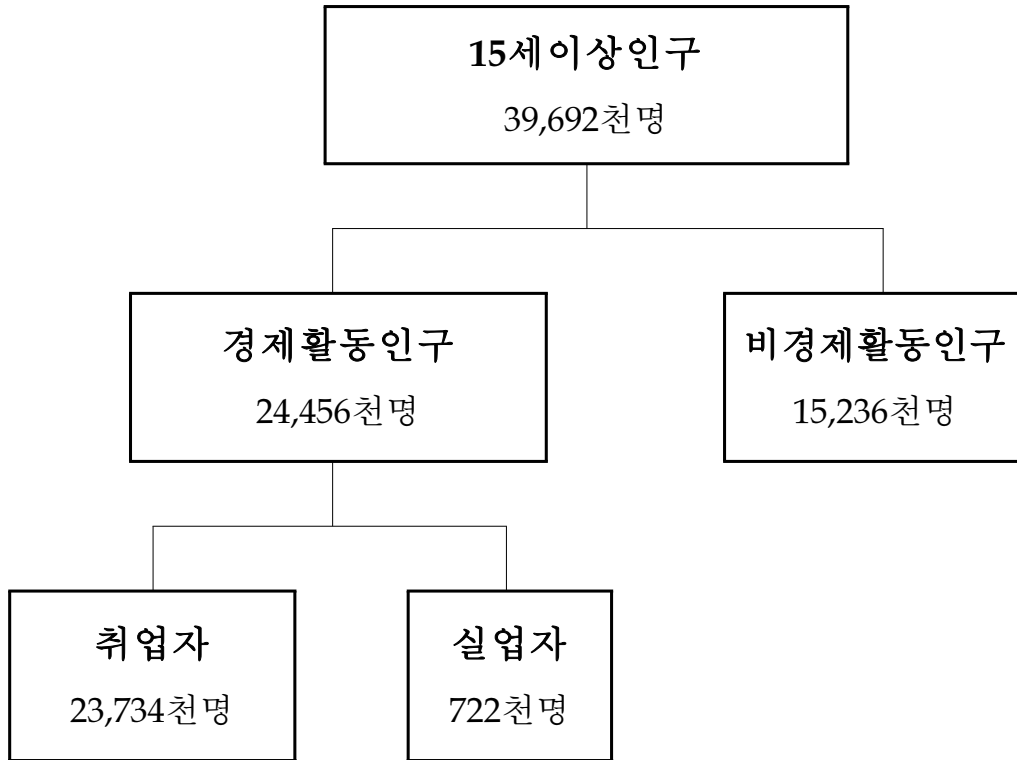 15세이상인구
39,692천명
경제활동인구
24,456천명
비경제활동인구
15,236천명
취업자
23,734천명
실업자
722천명